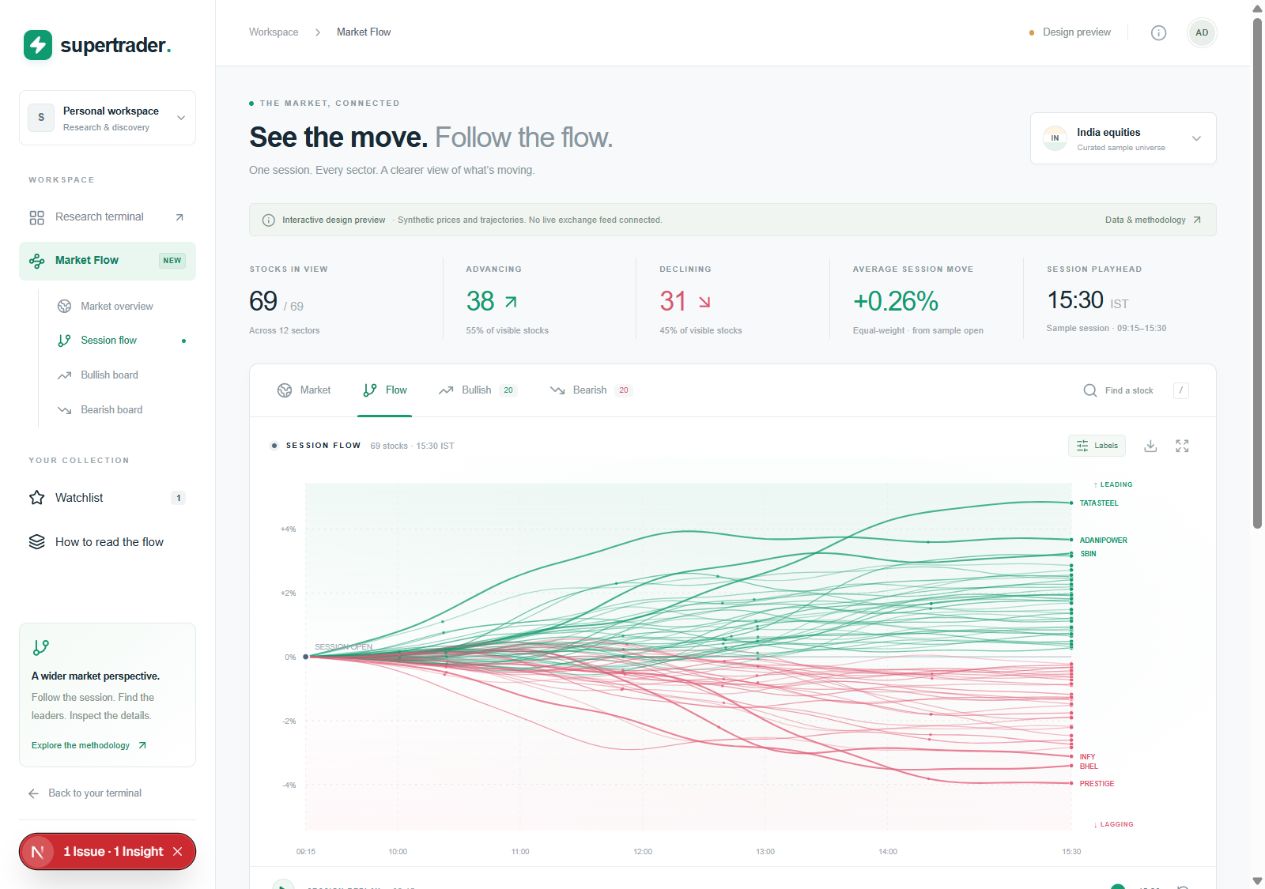 supertrader.
Workspace > Market Flow
Design preview
AD
S
Personal workspace
Research & discovery
WORKSPACE
Research terminal
Market Flow NEW
Market overview
Session flow
Bullish board
Bearish board
YOUR COLLECTION
Watchlist 1
How to read the flow
A wider market perspective.
Follow the session. Find the
leaders. Inspect the details.
Explore the methodology
Back to your terminal
N 1 Issue · 1 Insight
THE MARKET, CONNECTED
See the move. Follow the flow.
One session. Every sector. A clearer view of what's moving.
IN
India equities
Curated sample universe
Interactive design preview · Synthetic prices and trajectories. No live exchange feed connected.
Data & methodology
STOCKS IN VIEW
69 / 69
Across 12 sectors
ADVANCING
38
55% of visible stocks
DECLINING
31
45% of visible stocks
AVERAGE SESSION MOVE
+0.26%
Equal-weight · from sample open
SESSION PLAYHEAD
15:30 IST
Sample session · 09:15–15:30
Market Flow Bullish 20 Bearish 20
Find a stock /
SESSION FLOW 69 stocks · 15:30 IST
Labels
↑ LEADING
TATASTEEL
+4%
ADANIPOWER
SBIN
+2%
SESSION OPEN
0%
-2%
INFY
BHEL
-4%
PRESTIGE
↓ LAGGING
09:15 10:00 11:00 12:00 13:00 14:00 15:30